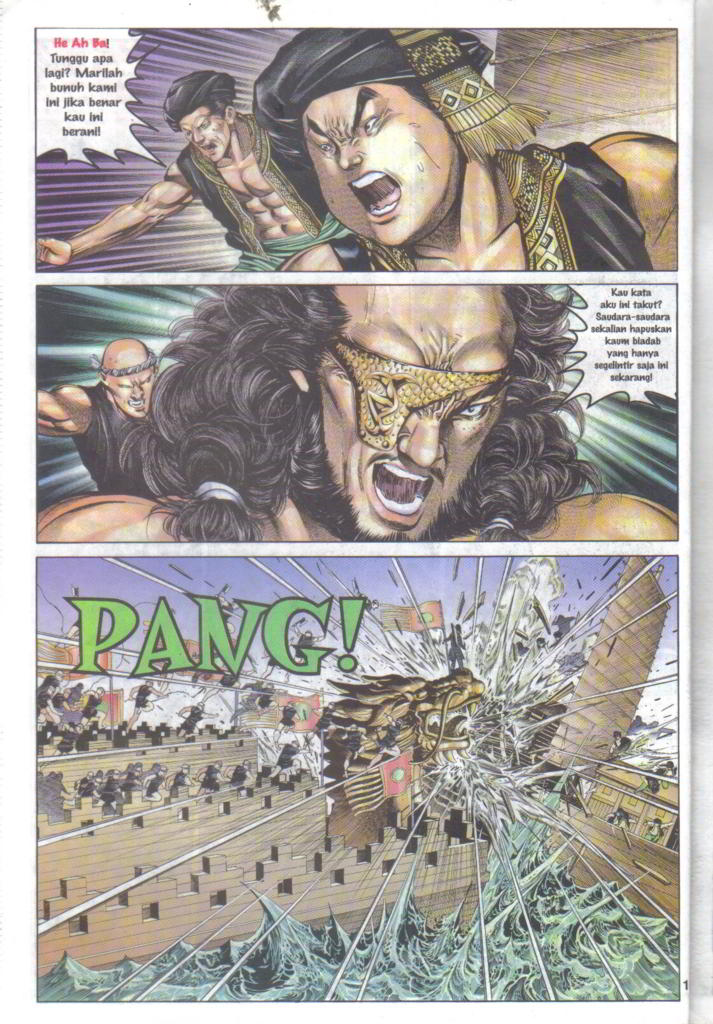 He Ah Ba!
Tunggu apa
lagi? Marilah
bunuh kami
ini jika benar
kau ini
berani!
Kau kata
aku ini takut?
Saudara-saudara
sekalian hapuskan
kaum biadab
yang hanya
segelintir saja ini
sekarang!
PANG!
1